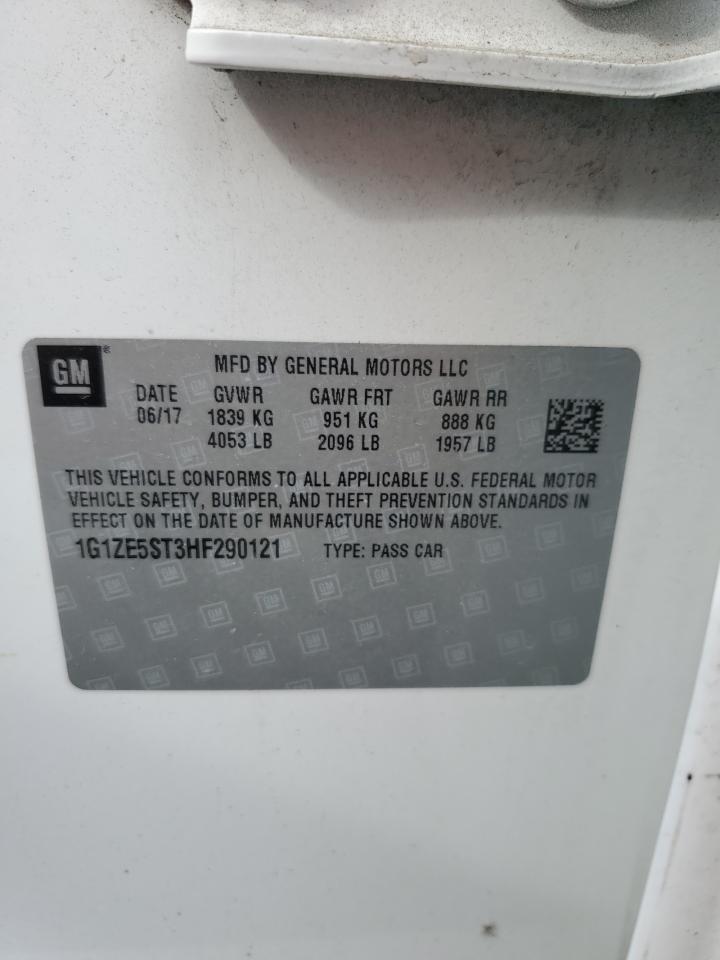 GM®
MFD BY GENERAL MOTORS LLC
DATE GVWR GAWR FRT GAWR RR
06/17 1839 KG 951 KG 888 KG
4053 LB 2096 LB 1957 LB
THIS VEHICLE CONFORMS TO ALL APPLICABLE U.S. FEDERAL MOTOR
VEHICLE SAFETY, BUMPER, AND THEFT PREVENTION STANDARDS IN
EFFECT ON THE DATE OF MANUFACTURE SHOWN ABOVE.
1G1ZE5ST3HF290121 TYPE: PASS CAR